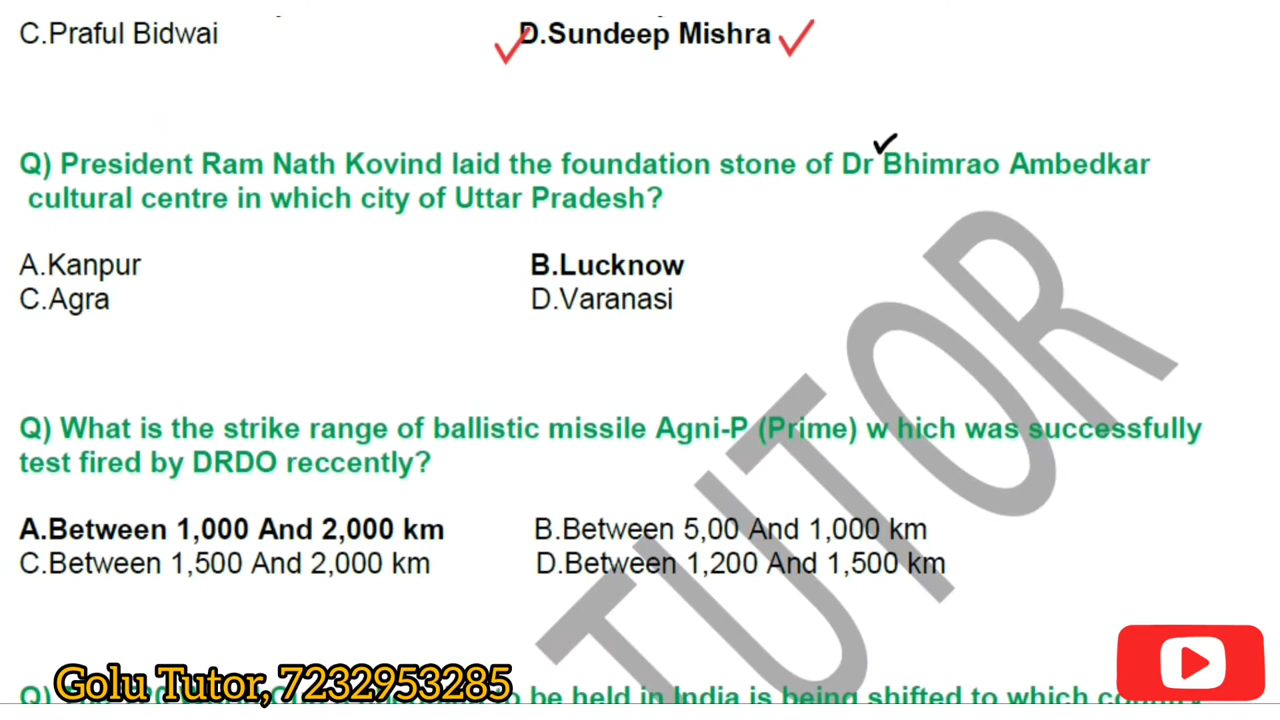 C.Praful Bidwai D.Sundeep Mishra
Q) President Ram Nath Kovind laid the foundation stone of Dr Bhimrao Ambedkar
cultural centre in which city of Uttar Pradesh?
A.Kanpur B.Lucknow
C.Agra D.Varanasi
Q) What is the strike range of ballistic missile Agni-P (Prime) w hich was successfully
test fired by DRDO reccently?
A.Between 1,000 And 2,000 km B.Between 5,00 And 1,000 km
C.Between 1,500 And 2,000 km D.Between 1,200 And 1,500 km
TUTOR
Golu Tutor, 7232953285
Q) to be held in India is being shifted to which